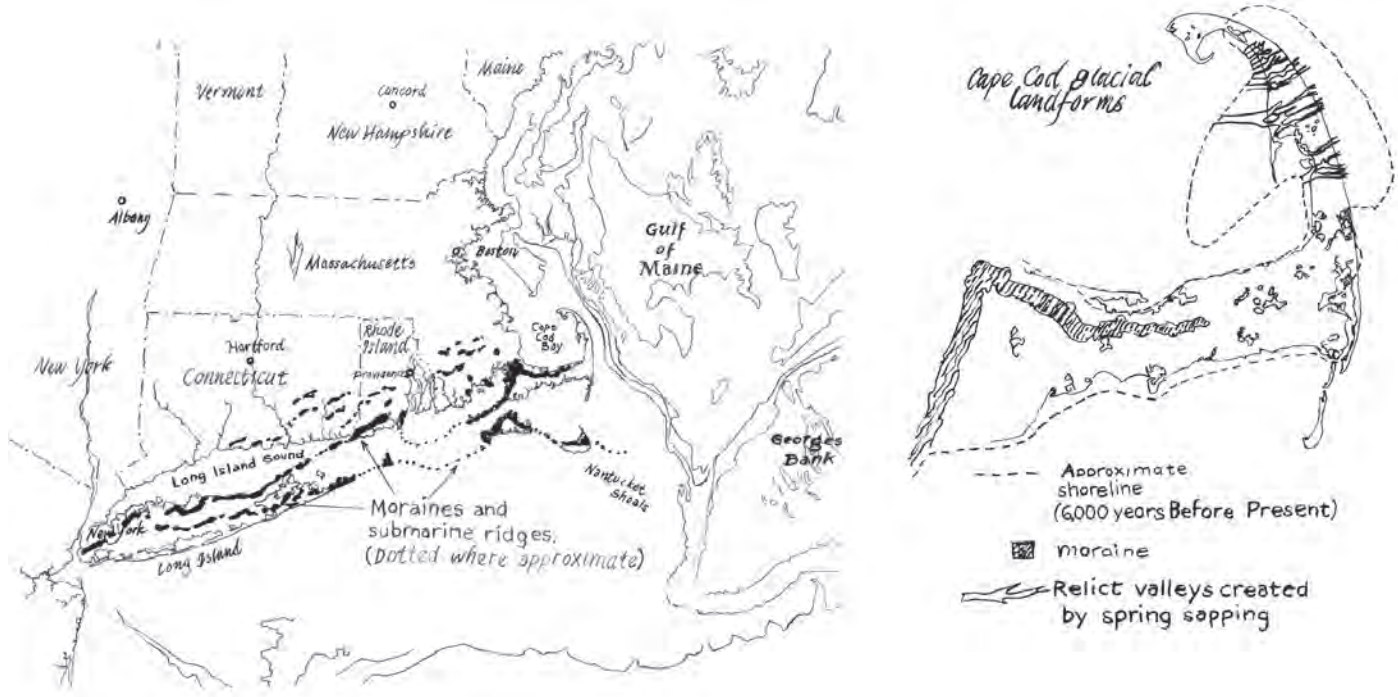 Maine
Vermont
Concord
New Hampshire
Albany
Massachusetts
Boston
Gulf
of
Maine
Rhode
Island
Cape
Cod
Bay
New York
Hartford
Connecticut
Providence
Long Island Sound
Georges
Bank
Nantucket
Shoals
New York
Long Island
Moraines and
submarine ridges.
(Dotted where approximate)
Cape Cod glacial
landforms
Approximate
shoreline
(6,000 years Before Present)
moraine
Relict valleys created
by spring sapping